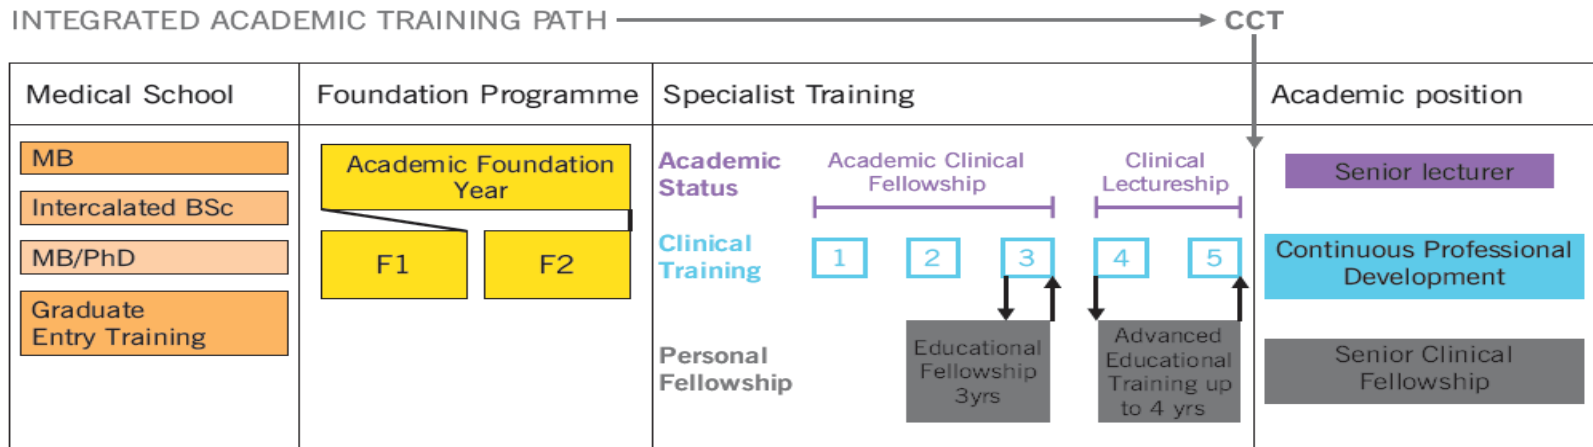 INTEGRATED ACADEMIC TRAINING PATH
CCT
Medical School
Foundation Programme
Specialist Training
Academic position
MB
Intercalated BSc
MB/PhD
Graduate
Entry Training
Academic Foundation
Year
F1
F2
Academic
Status
Academic Clinical
Fellowship
Clinical
Lectureship
Clinical
Training
1
2
3
4
5
Personal
Fellowship
Educational
Fellowship
3yrs
Advanced
Educational
Training up
to 4 yrs
Senior lecturer
Continuous Professional
Development
Senior Clinical
Fellowship